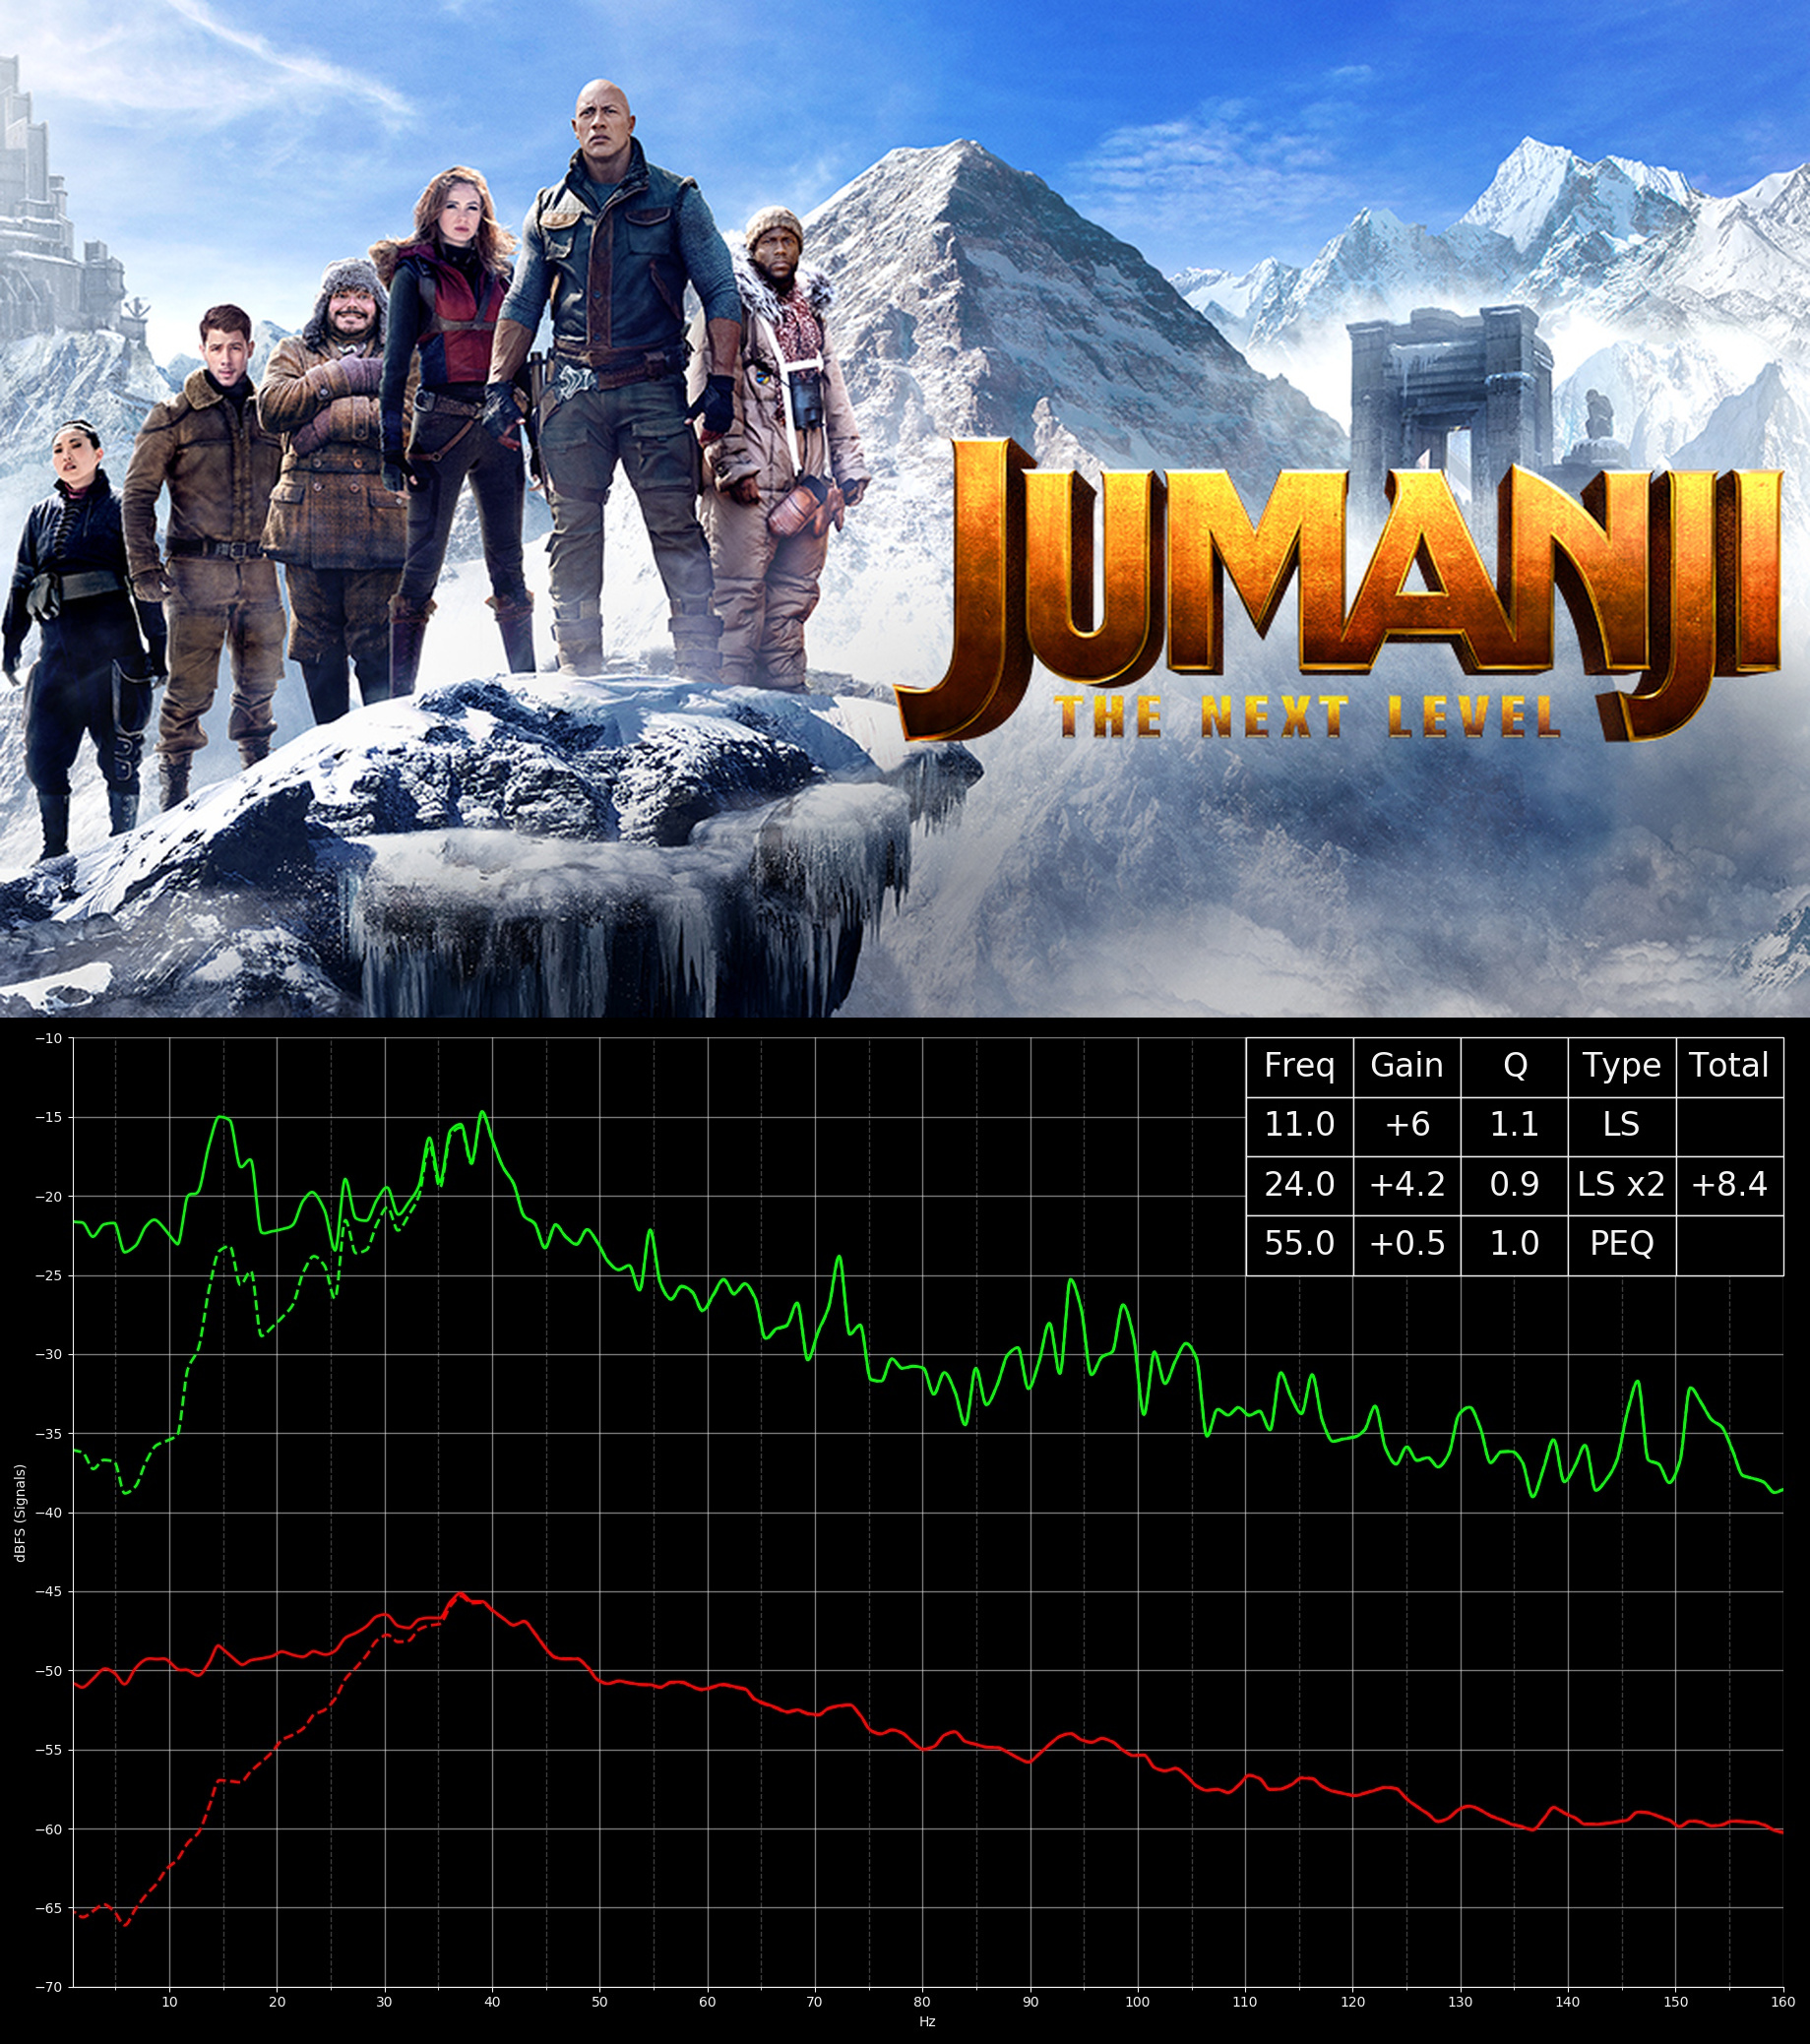 JUMANJI
THE NEXT LEVEL
Freq Gain Q Type Total
11.0 +6 1.1 LS
24.0 +4.2 0.9 LS x2 +8.4
55.0 +0.5 1.0 PEQ
−10
−15
−20
−25
−30
−35
−40
−45
−50
−55
−60
−65
−70
dBFS (Signals)
10 20 30 40 50 60 70 80 90 100 110 120 130 140 150 160
Hz